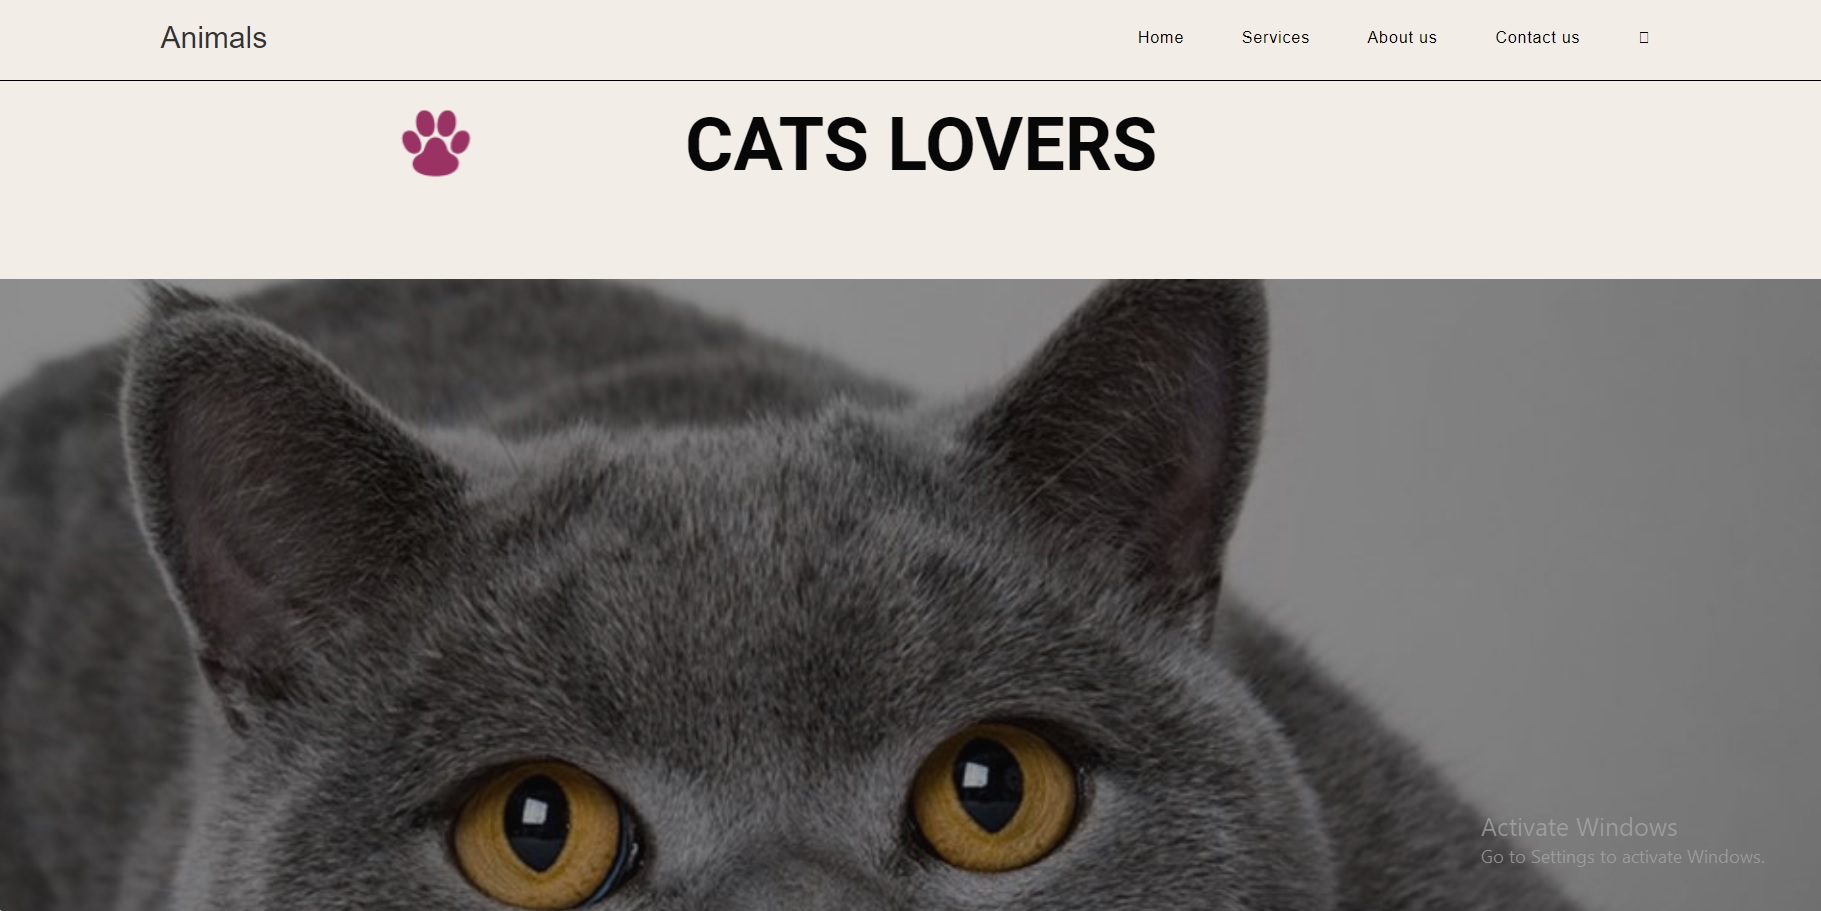 Animals
Home Services About us Contact us
CATS LOVERS
Activate Windows
Go to Settings to activate Windows.